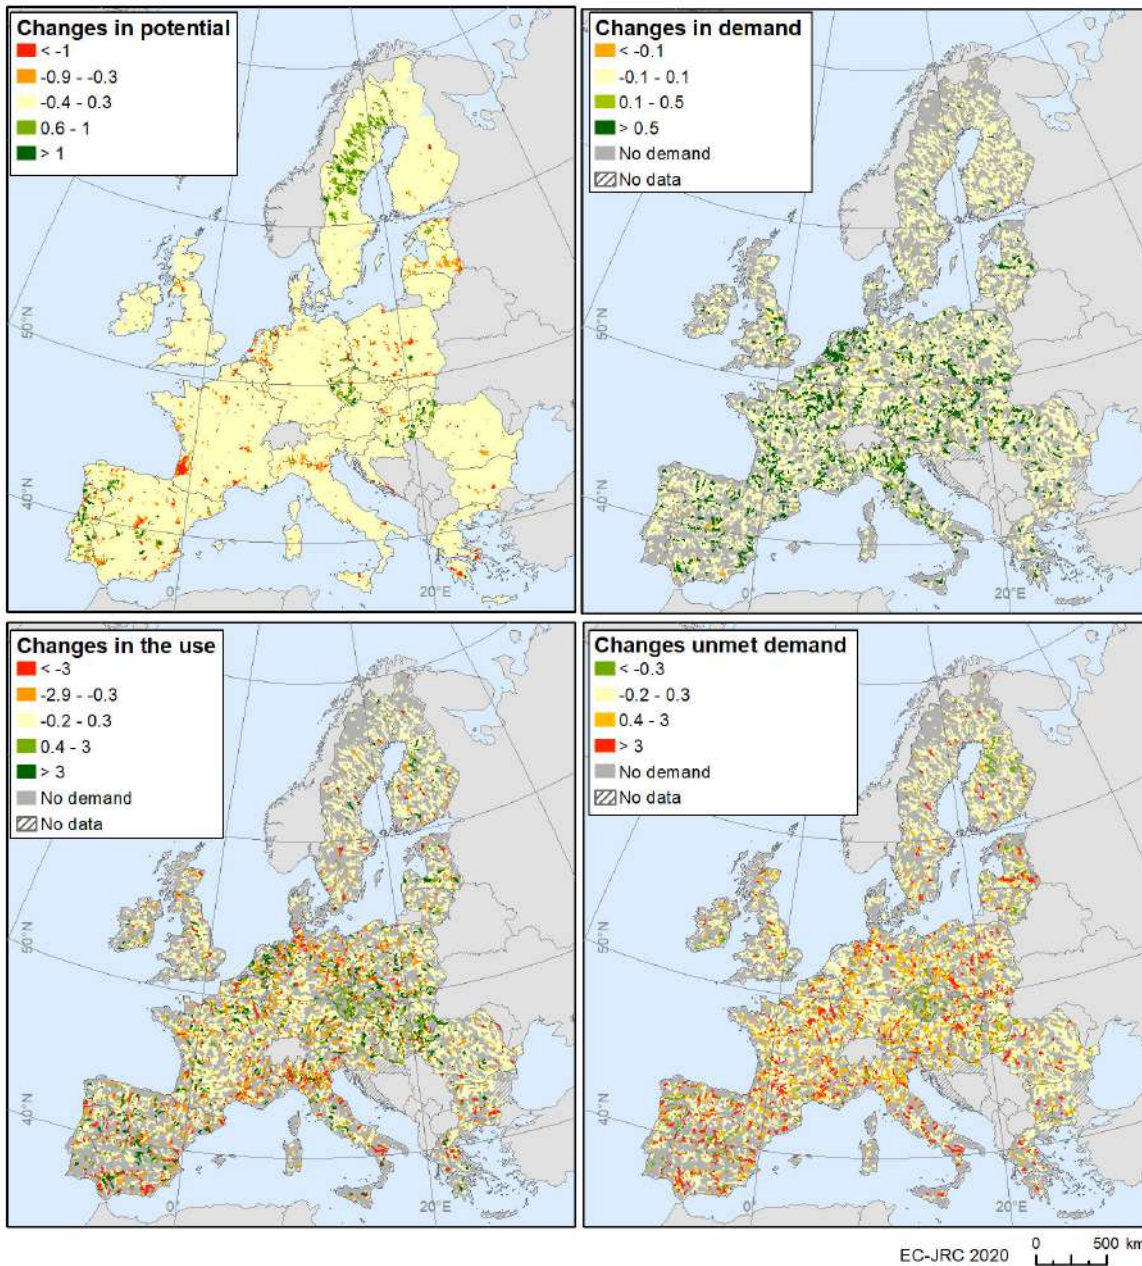 Changes in potential
< -1
-0.9 - -0.3
-0.4 - 0.3
0.6 - 1
> 1
50°N
40°N
0°
20°E
Changes in demand
< -0.1
-0.1 - 0.1
0.1 - 0.5
> 0.5
No demand
No data
50°N
40°N
0°
20°E
Changes in the use
< -3
-2.9 - -0.3
-0.2 - 0.3
0.4 - 3
> 3
No demand
No data
50°N
40°N
0°
20°E
Changes unmet demand
< -0.3
-0.2 - 0.3
0.4 - 3
> 3
No demand
No data
50°N
40°N
0°
20°E
EC-JRC 2020
0 500 km